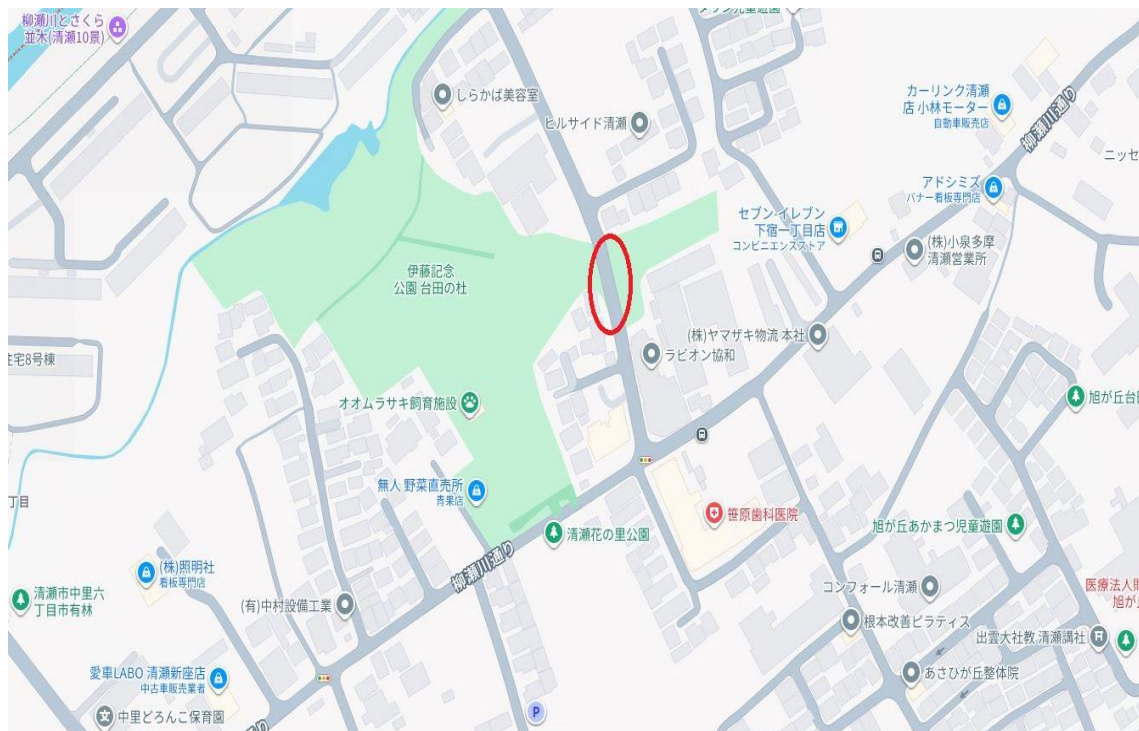 柳瀬川とさくら
並木(清瀬10景)
しらかば美容室
ヒルサイド清瀬
カーリンク清瀬
店 小林モーター
自動車販売店
柳瀬川通り
ニッセ
アドシミズ
バナー看板専門店
セブン-イレブン
下宿一丁目店
コンビニエンスストア
(株)小泉多摩
清瀬営業所
伊藤記念
公園 台田の杜
(株)ヤマザキ物流 本社
ラビオン協和
住宅8号棟
オオムラサキ飼育施設
旭が丘台田
無人 野菜直売所
青果店
丁目
笹原歯科医院
清瀬花の里公園
旭が丘あかまつ児童遊園
柳瀬川通り
(株)照明社
看板専門店
清瀬市中里六
丁目市有林
(有)中村設備工業
コンフォール清瀬
医療法人財
旭が丘
根本改善ピラティス
出雲大社教 清瀬講社
愛車LABO 清瀬新座店
中古車販売業者
あさひが丘整体院
中里どろんこ保育園
P